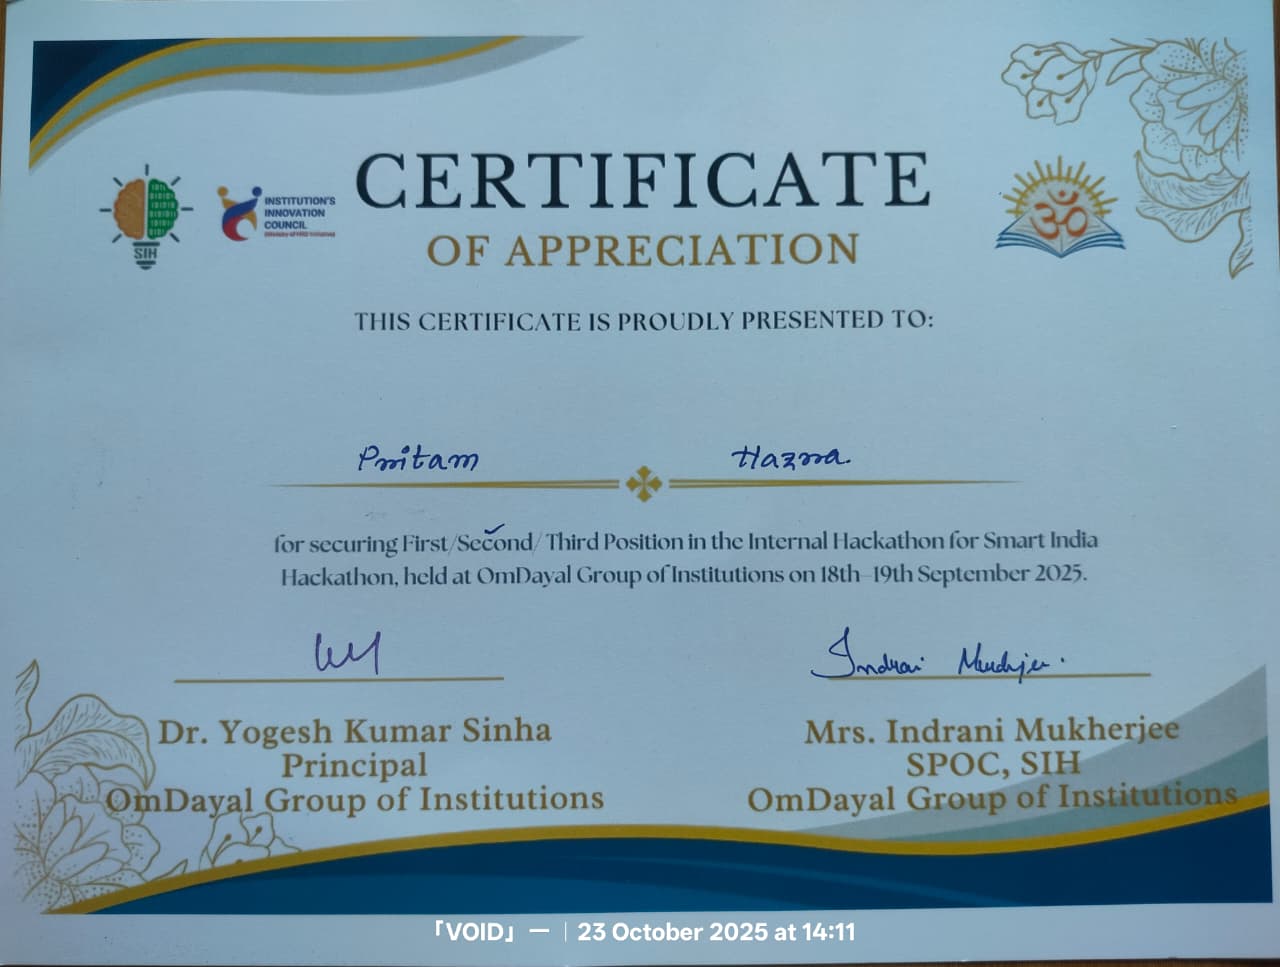 CERTIFICATE
OF APPRECIATION
SIH
INSTITUTION'S
INNOVATION
COUNCIL
(Ministry of HRD Initiative)
THIS CERTIFICATE IS PROUDLY PRESENTED TO:
Pritam Hazra.
for securing First/Second/ Third Position in the Internal Hackathon for Smart India
Hackathon, held at OmDayal Group of Institutions on 18th-19th September 2025.
Indrani Mukherjee.
Dr. Yogesh Kumar Sinha
Principal
OmDayal Group of Institutions
Mrs. Indrani Mukherjee
SPOC, SIH
OmDayal Group of Institutions
「VOID」 — | 23 October 2025 at 14:11